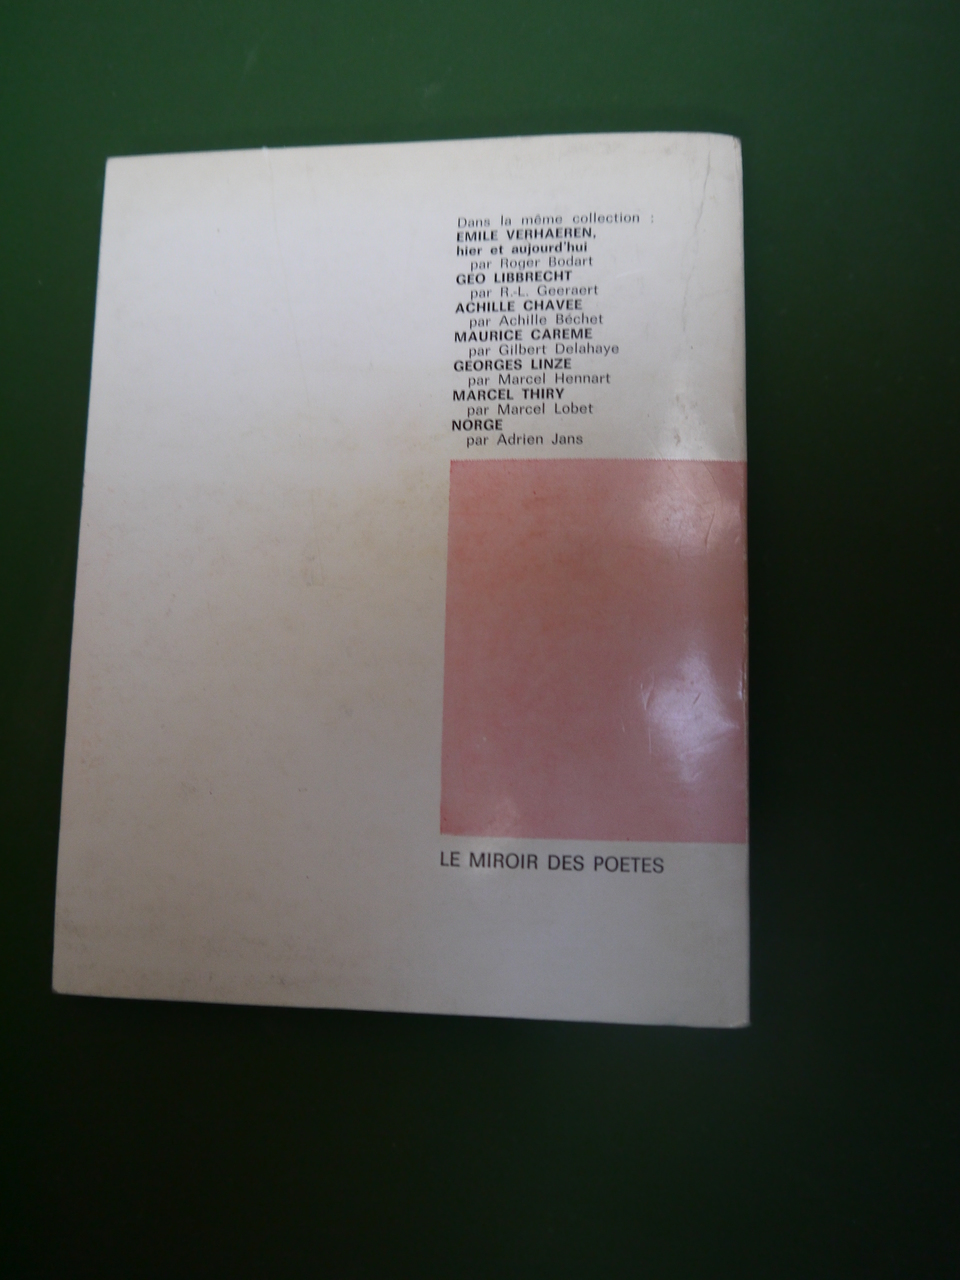 Dans la même collection :
EMILE VERHAEREN,
hier et aujourd'hui
par Roger Bodart
GEO LIBBRECHT
par R.-L. Geeraert
ACHILLE CHAVEE
par Achille Béchet
MAURICE CAREME
par Gilbert Delahaye
GEORGES LINZE
par Marcel Hennart
MARCEL THIRY
par Marcel Lobet
NORGE
par Adrien Jans
LE MIROIR DES POETES